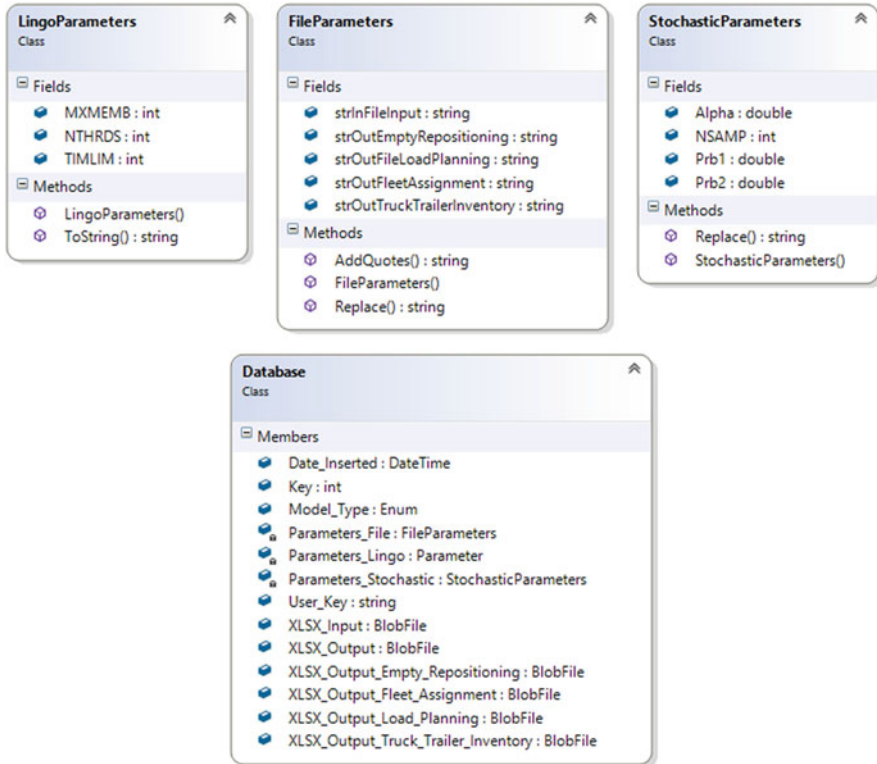 LingoParameters
Class
Fields
MXMEMB : int
NTHRDS : int
TIMLIM : int
Methods
LingoParameters()
ToString() : string
FileParameters
Class
Fields
strInFileInput : string
strOutEmptyRepositioning : string
strOutFileLoadPlanning : string
strOutFleetAssignment : string
strOutTruckTrailerInventory : string
Methods
AddQuotes() : string
FileParameters()
Replace() : string
StochasticParameters
Class
Fields
Alpha : double
NSAMP : int
Prb1 : double
Prb2 : double
Methods
Replace() : string
StochasticParameters()
Database
Class
Members
Date_Inserted : DateTime
Key : int
Model_Type : Enum
Parameters_File : FileParameters
Parameters_Lingo : Parameter
Parameters_Stochastic : StochasticParameters
User_Key : string
XLSX_Input : BlobFile
XLSX_Output : BlobFile
XLSX_Output_Empty_Repositioning : BlobFile
XLSX_Output_Fleet_Assignment : BlobFile
XLSX_Output_Load_Planning : BlobFile
XLSX_Output_Truck_Trailer_Inventory : BlobFile